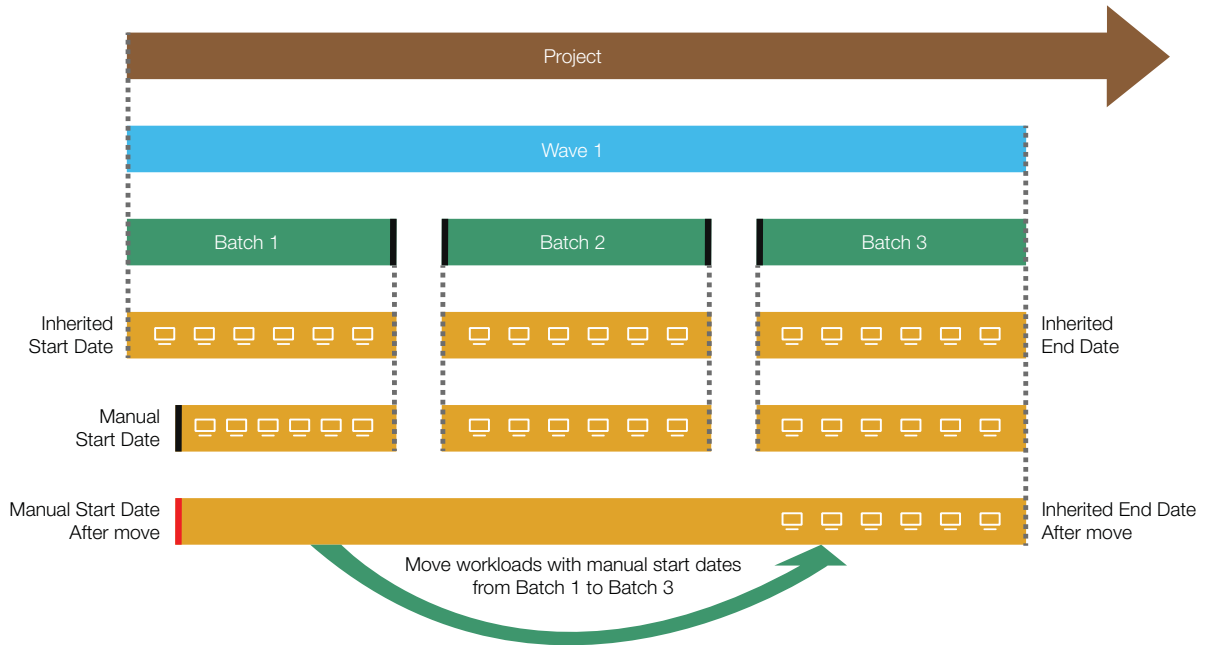 Project
Wave 1
Batch 1
Batch 2
Batch 3
Inherited
Start Date
Inherited
End Date
Manual
Start Date
Manual Start Date
After move
Inherited End Date
After move
Move workloads with manual start dates
from Batch 1 to Batch 3